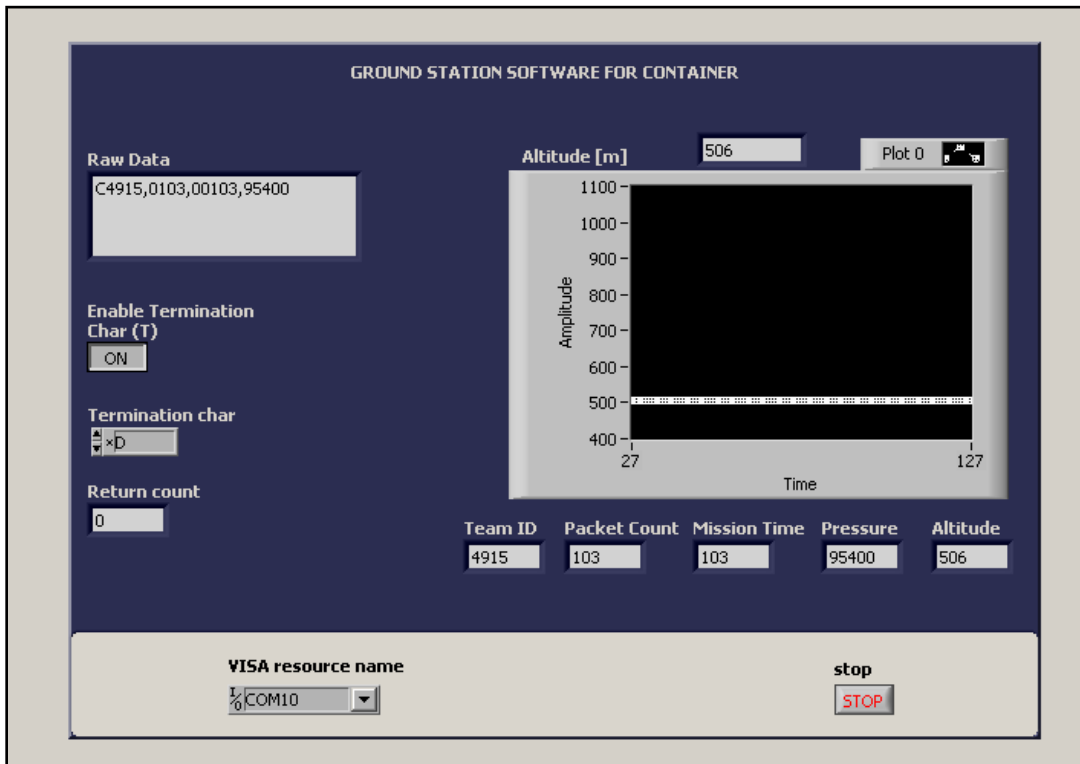 GROUND STATION SOFTWARE FOR CONTAINER
Raw Data
C4915,0103,00103,95400
Enable Termination
Char (T)
ON
Termination char
×D
Return count
0
Altitude [m]
506
Plot 0
1100
1000
900
800
700
600
500
400
Amplitude
27
127
Time
Team ID
Packet Count
Mission Time
Pressure
Altitude
4915
103
103
95400
506
VISA resource name
I/O COM10
stop
STOP